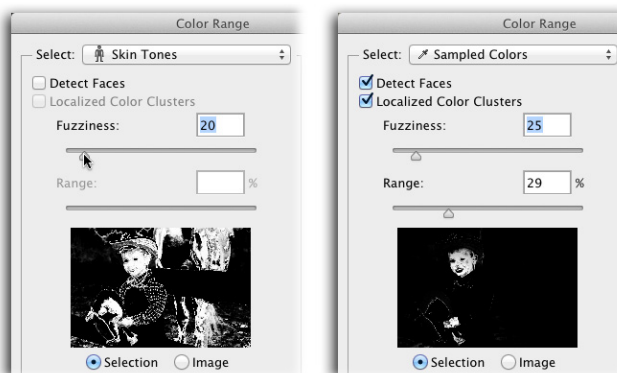 Color Range
Select: Skin Tones
Detect Faces
Localized Color Clusters
Fuzziness: 20
Range: %
Selection Image
Color Range
Select: Sampled Colors
Detect Faces
Localized Color Clusters
Fuzziness: 25
Range: 29 %
Selection Image